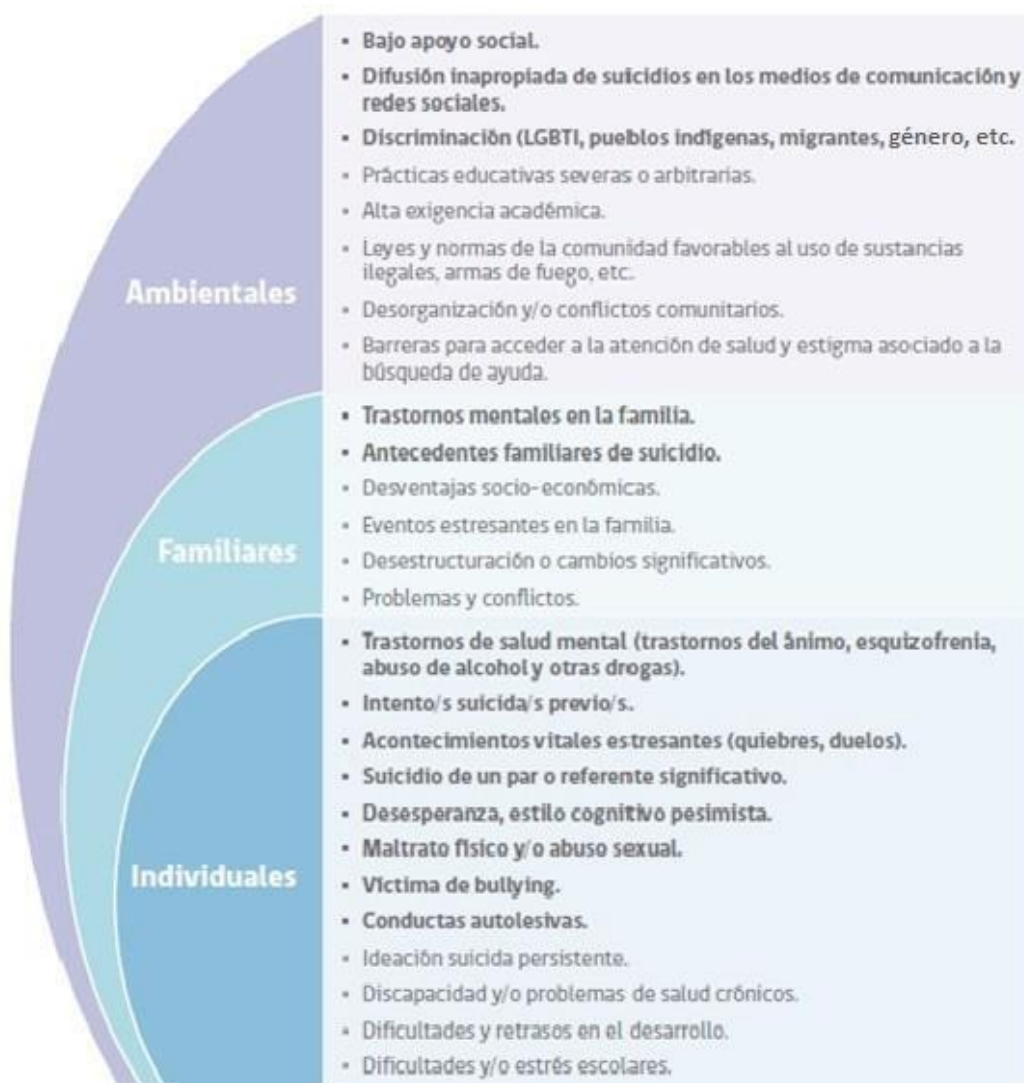 Ambientales
▪ Bajo apoyo social.
▪ Difusión inapropiada de suicidios en los medios de comunicación y
redes sociales.
▪ Discriminación (LGBTI, pueblos indígenas, migrantes, género, etc.
▪ Prácticas educativas severas o arbitrarias.
▪ Alta exigencia académica.
▪ Leyes y normas de la comunidad favorables al uso de sustancias
ilegales, armas de fuego, etc.
▪ Desorganización y/o conflictos comunitarios.
▪ Barreras para acceder a la atención de salud y estigma asociado a la
búsqueda de ayuda.
Familiares
▪ Trastornos mentales en la familia.
▪ Antecedentes familiares de suicidio.
▪ Desventajas socio-económicas.
▪ Eventos estresantes en la familia.
▪ Desestructuración o cambios significativos.
▪ Problemas y conflictos.
Individuales
▪ Trastornos de salud mental (trastornos del ánimo, esquizofrenia,
abuso de alcohol y otras drogas).
▪ Intento/s suicida/s previo/s.
▪ Acontecimientos vitales estresantes (quiebres, duelos).
▪ Suicidio de un par o referente significativo.
▪ Desesperanza, estilo cognitivo pesimista.
▪ Maltrato físico y/o abuso sexual.
▪ Víctima de bullying.
▪ Conductas autolesivas.
▪ Ideación suicida persistente.
▪ Discapacidad y/o problemas de salud crónicos.
▪ Dificultades y retrasos en el desarrollo.
▪ Dificultades y/o estrés escolares.